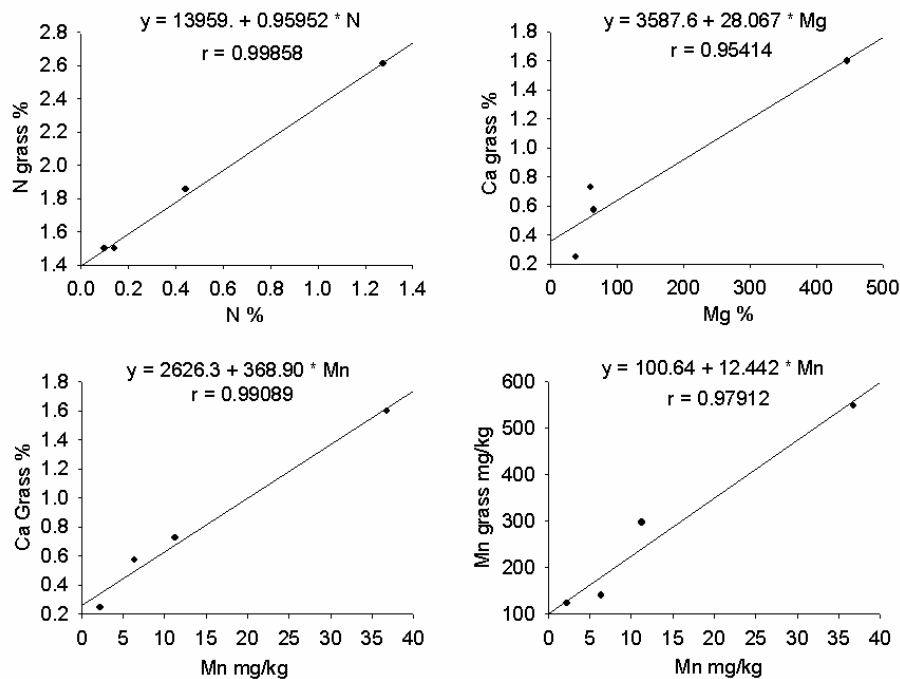 y = 13959. + 0.95952 * N
r = 0.99858
N grass %
2.6
2.4
2.2
2.0
1.8
1.6
1.4
0.0 0.2 0.4 0.6 0.8 1.0 1.2 1.4
N %
y = 3587.6 + 28.067 * Mg
r = 0.95414
Ca grass %
1.8
1.6
1.4
1.2
1.0
0.8
0.6
0.4
0.2
0 100 200 300 400 500
Mg %
y = 2626.3 + 368.90 * Mn
r = 0.99089
Ca Grass %
1.8
1.6
1.4
1.2
1.0
0.8
0.6
0.4
0.2
0 5 10 15 20 25 30 35 40
Mn mg/kg
y = 100.64 + 12.442 * Mn
r = 0.97912
Mn grass mg/kg
600
500
400
300
200
100
0 5 10 15 20 25 30 35 40
Mn mg/kg